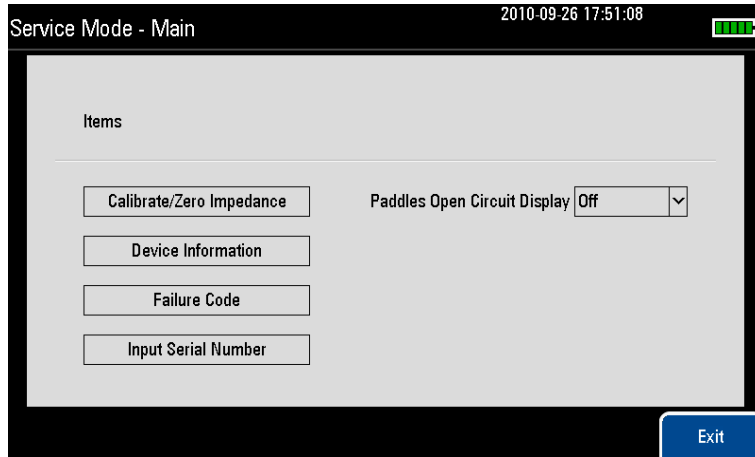 Service Mode - Main
2010-09-26 17:51:08
Items
Calibrate/Zero Impedance
Paddles Open Circuit Display Off
Device Information
Failure Code
Input Serial Number
Exit